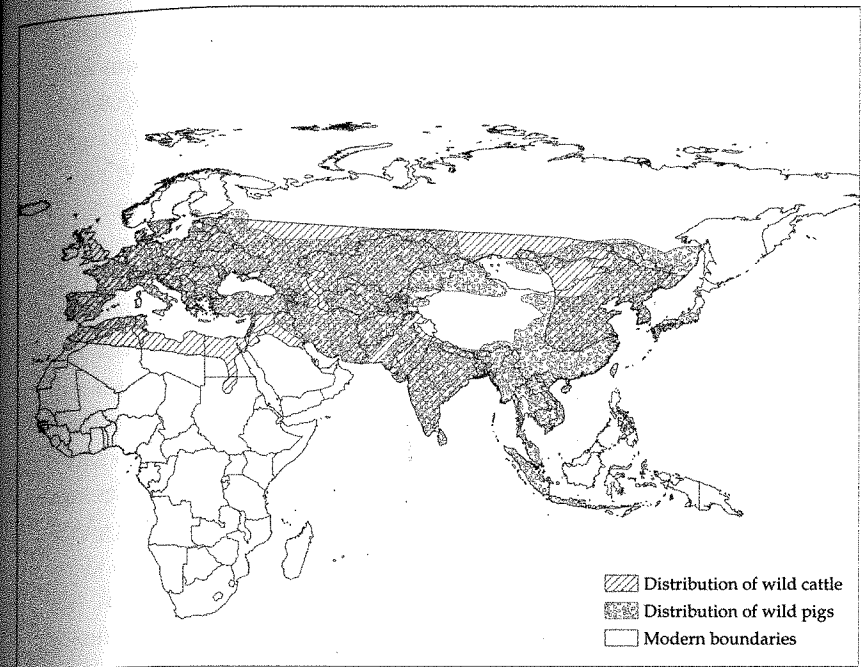 Distribution of wild cattle
Distribution of wild pigs
Modern boundaries